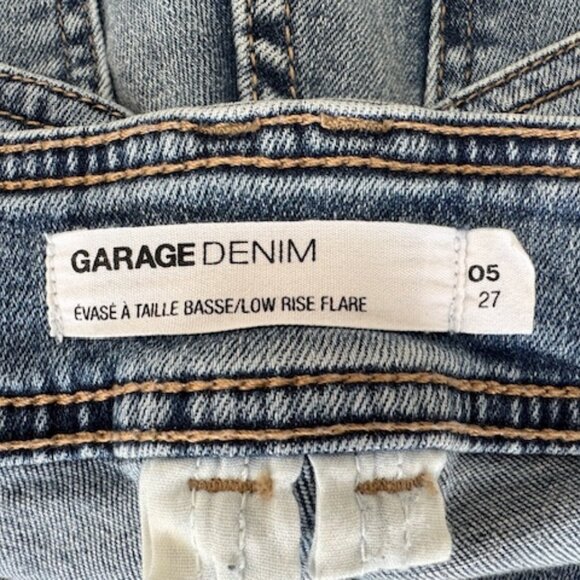 GARAGE DENIM
ÉVASÉ À TAILLE BASSE/LOW RISE FLARE
05
27